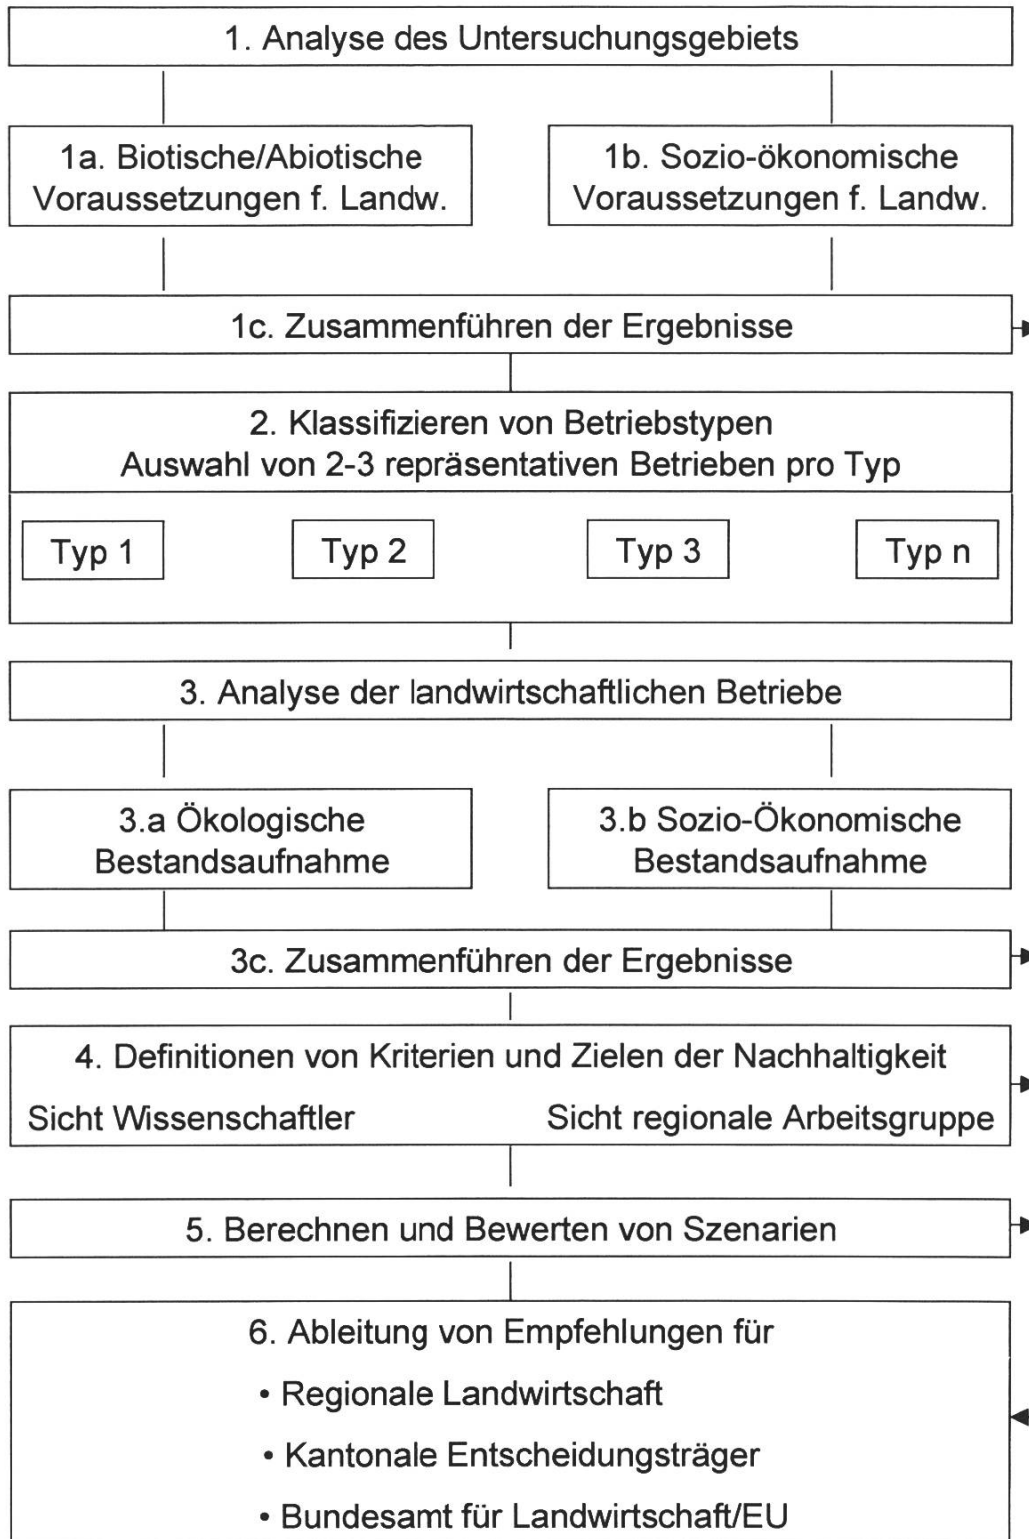 1. Analyse des Untersuchungsgebiets
1a. Biotische/Abiotische
Voraussetzungen f. Landw.
1b. Sozio-ökonomische
Voraussetzungen f. Landw.
1c. Zusammenführen der Ergebnisse
2. Klassifizieren von Betriebstypen
Auswahl von 2-3 repräsentativen Betrieben pro Typ
Typ 1
Typ 2
Typ 3
Typ n
3. Analyse der landwirtschaftlichen Betriebe
3.a Ökologische
Bestandsaufnahme
3.b Sozio-Ökonomische
Bestandsaufnahme
3c. Zusammenführen der Ergebnisse
4. Definitionen von Kriterien und Zielen der Nachhaltigkeit
Sicht Wissenschaftler
Sicht regionale Arbeitsgruppe
5. Berechnen und Bewerten von Szenarien
6. Ableitung von Empfehlungen für
• Regionale Landwirtschaft
• Kantonale Entscheidungsträger
• Bundesamt für Landwirtschaft/EU